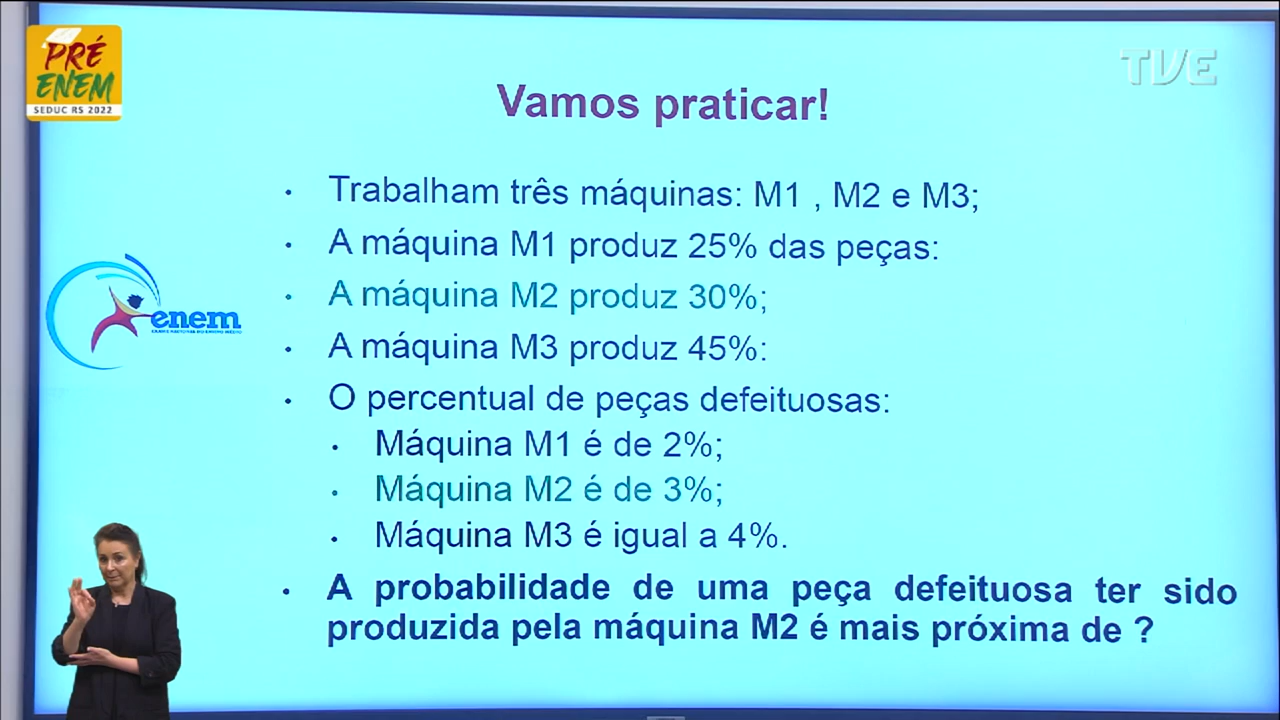 PRÉ
ENEM
SEDUC RS 2022
TVE
Vamos praticar!
• Trabalham três máquinas: M1 , M2 e M3;
• A máquina M1 produz 25% das peças:
• A máquina M2 produz 30%;
• A máquina M3 produz 45%:
enem
• O percentual de peças defeituosas:
• Máquina M1 é de 2%;
• Máquina M2 é de 3%;
• Máquina M3 é igual a 4%.
• A probabilidade de uma peça defeituosa ter sido
produzida pela máquina M2 é mais próxima de ?